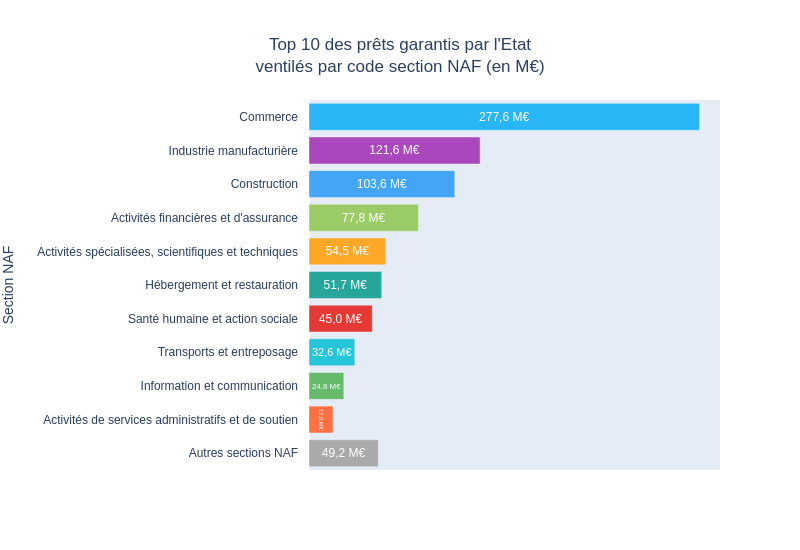 Top 10 des prêts garantis par l'Etat
ventilés par code section NAF (en M€)
Section NAF
Commerce 277,6 M€
Industrie manufacturière 121,6 M€
Construction 103,6 M€
Activités financières et d'assurance 77,8 M€
Activités spécialisées, scientifiques et techniques 54,5 M€
Hébergement et restauration 51,7 M€
Santé humaine et action sociale 45,0 M€
Transports et entreposage 32,6 M€
Information et communication 24,8 M€
Activités de services administratifs et de soutien
Autres sections NAF 49,2 M€